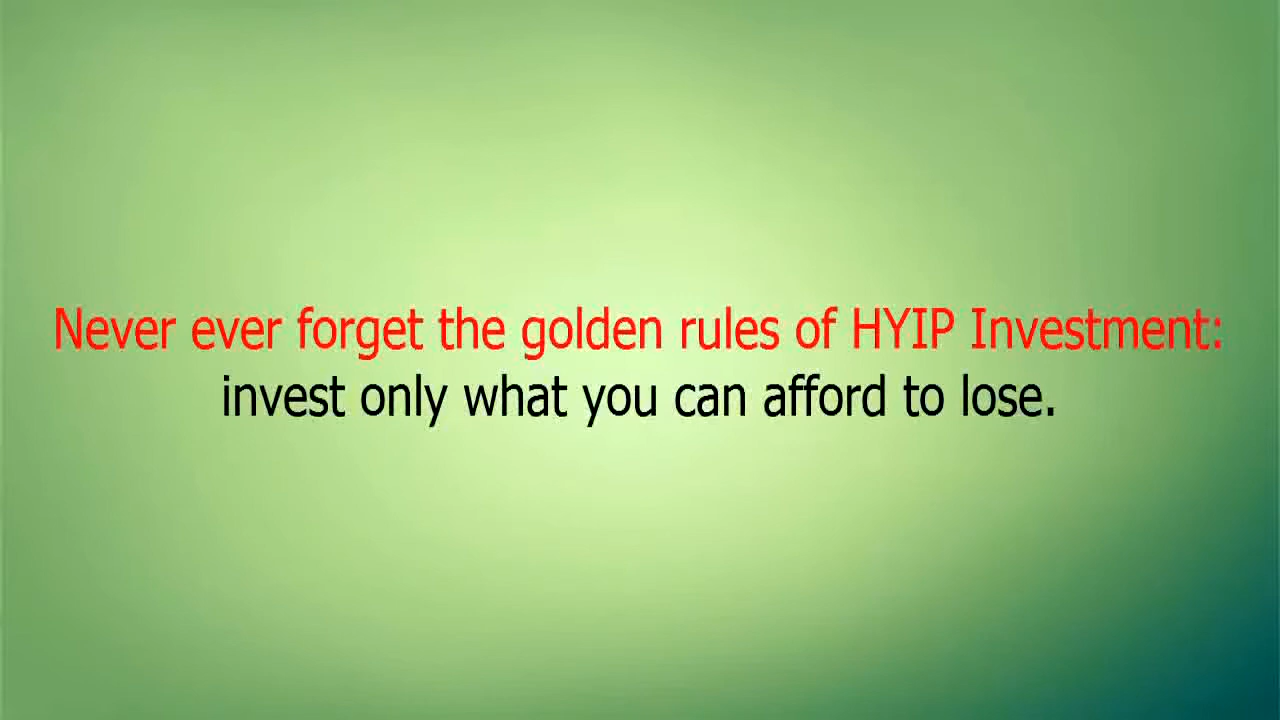 Never ever forget the golden rules of HYIP Investment:
invest only what you can afford to lose.